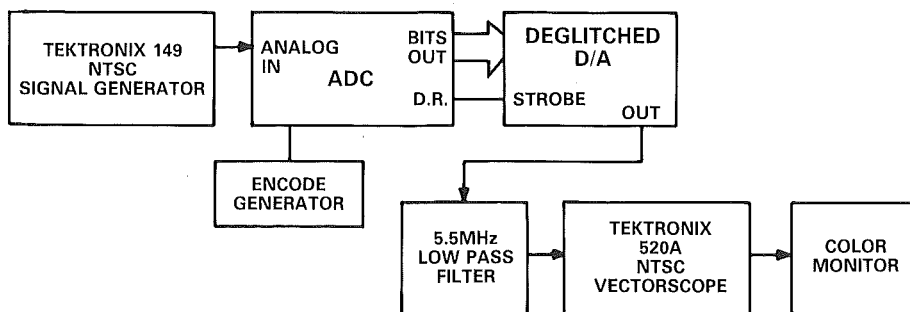 TEKTRONIX 149
NTSC
SIGNAL GENERATOR
ANALOG
IN
ADC
BITS
OUT
D.R.
DEGLITCHED
D/A
STROBE
OUT
ENCODE
GENERATOR
5.5MHz
LOW PASS
FILTER
TEKTRONIX
520A
NTSC
VECTORSCOPE
COLOR
MONITOR